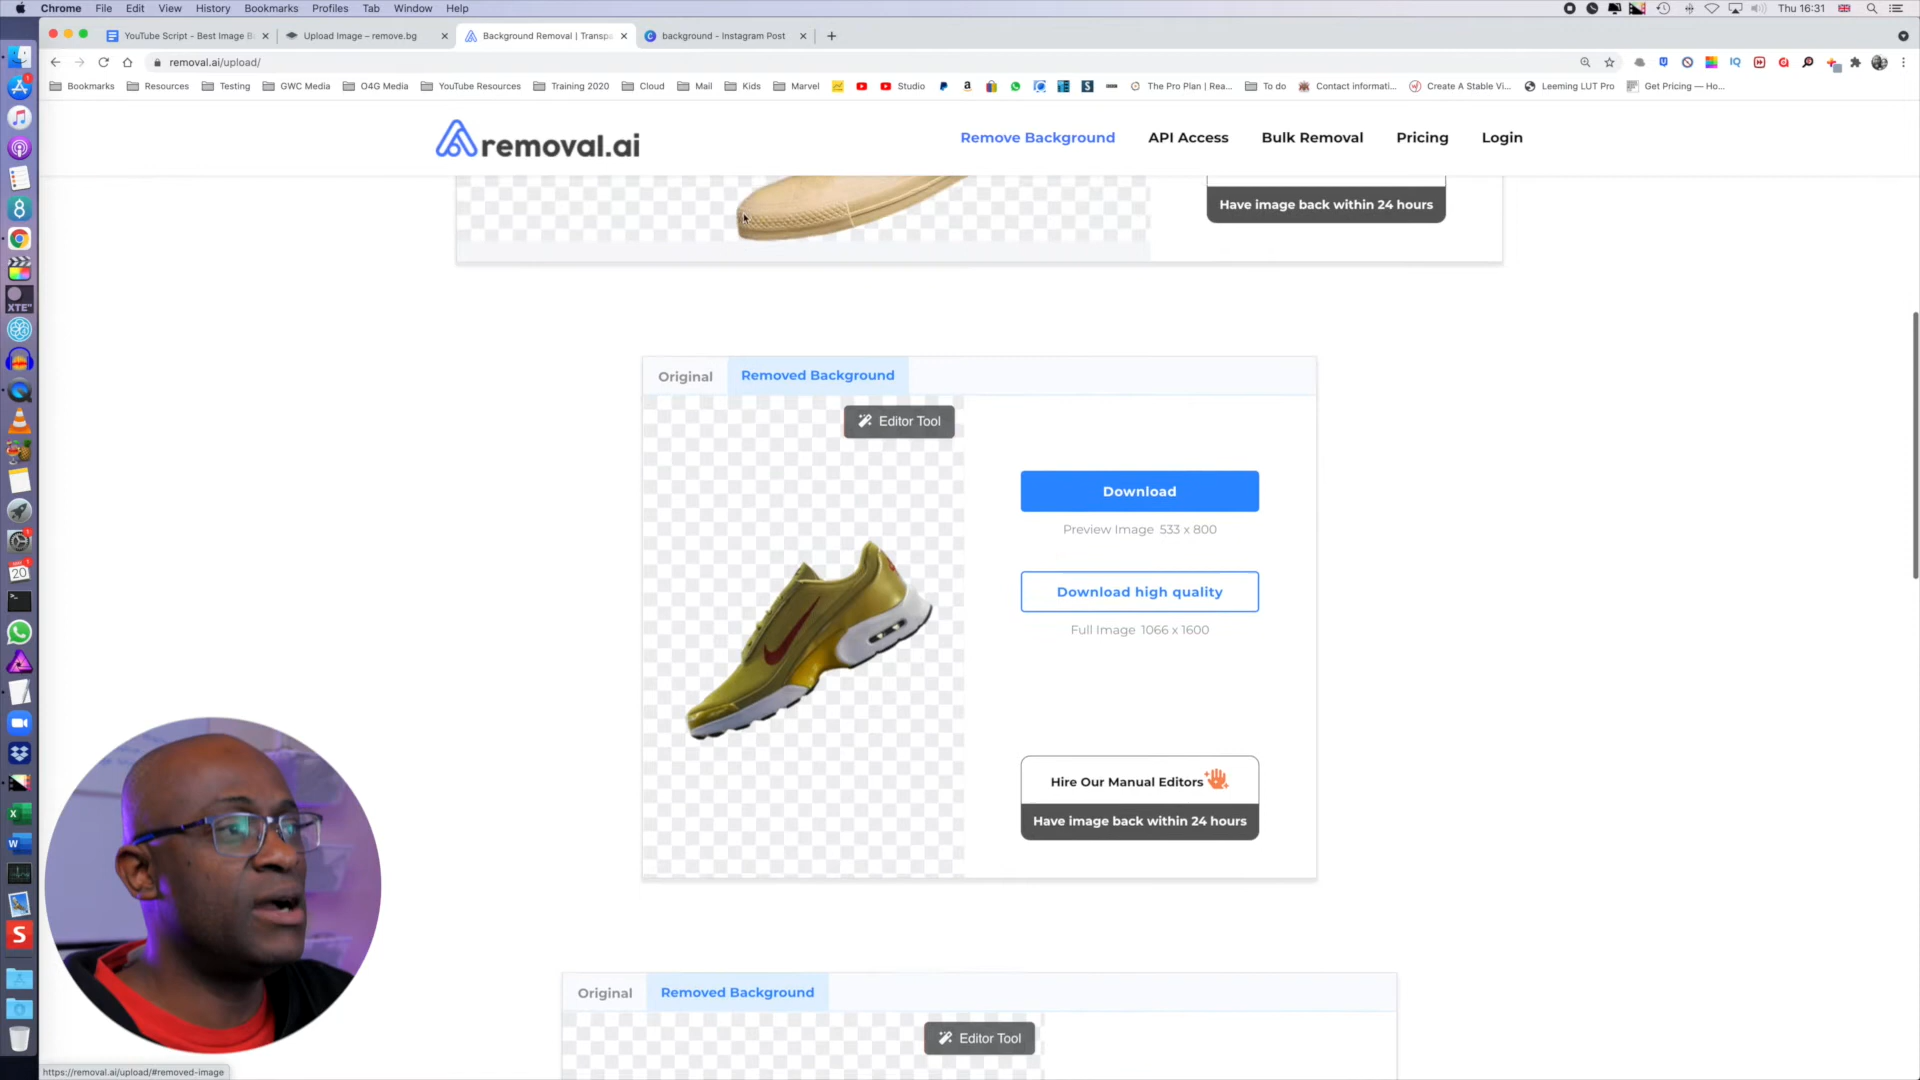 Chrome File Edit View History Bookmarks Profiles Tab Window Help Thu 16:31
YouTube Script - Best Image B
Upload Image – remove.bg
Background Removal | Transpa
background - Instagram Post
removal.ai/upload/
Bookmarks Resources Testing GWC Media O4G Media YouTube Resources Training 2020 Cloud Mail Kids Marvel Studio The Pro Plan | Rea... To do Contact informati... Create A Stable Vi... Leeming LUT Pro Get Pricing — Ho...
removal.ai
Remove Background API Access Bulk Removal Pricing Login
Have image back within 24 hours
Original Removed Background
Editor Tool
Download
Preview Image 533 x 800
Download high quality
Full Image 1066 x 1600
Hire Our Manual Editors
Have image back within 24 hours
Original Removed Background
Editor Tool
https://removal.ai/upload/#removed-image